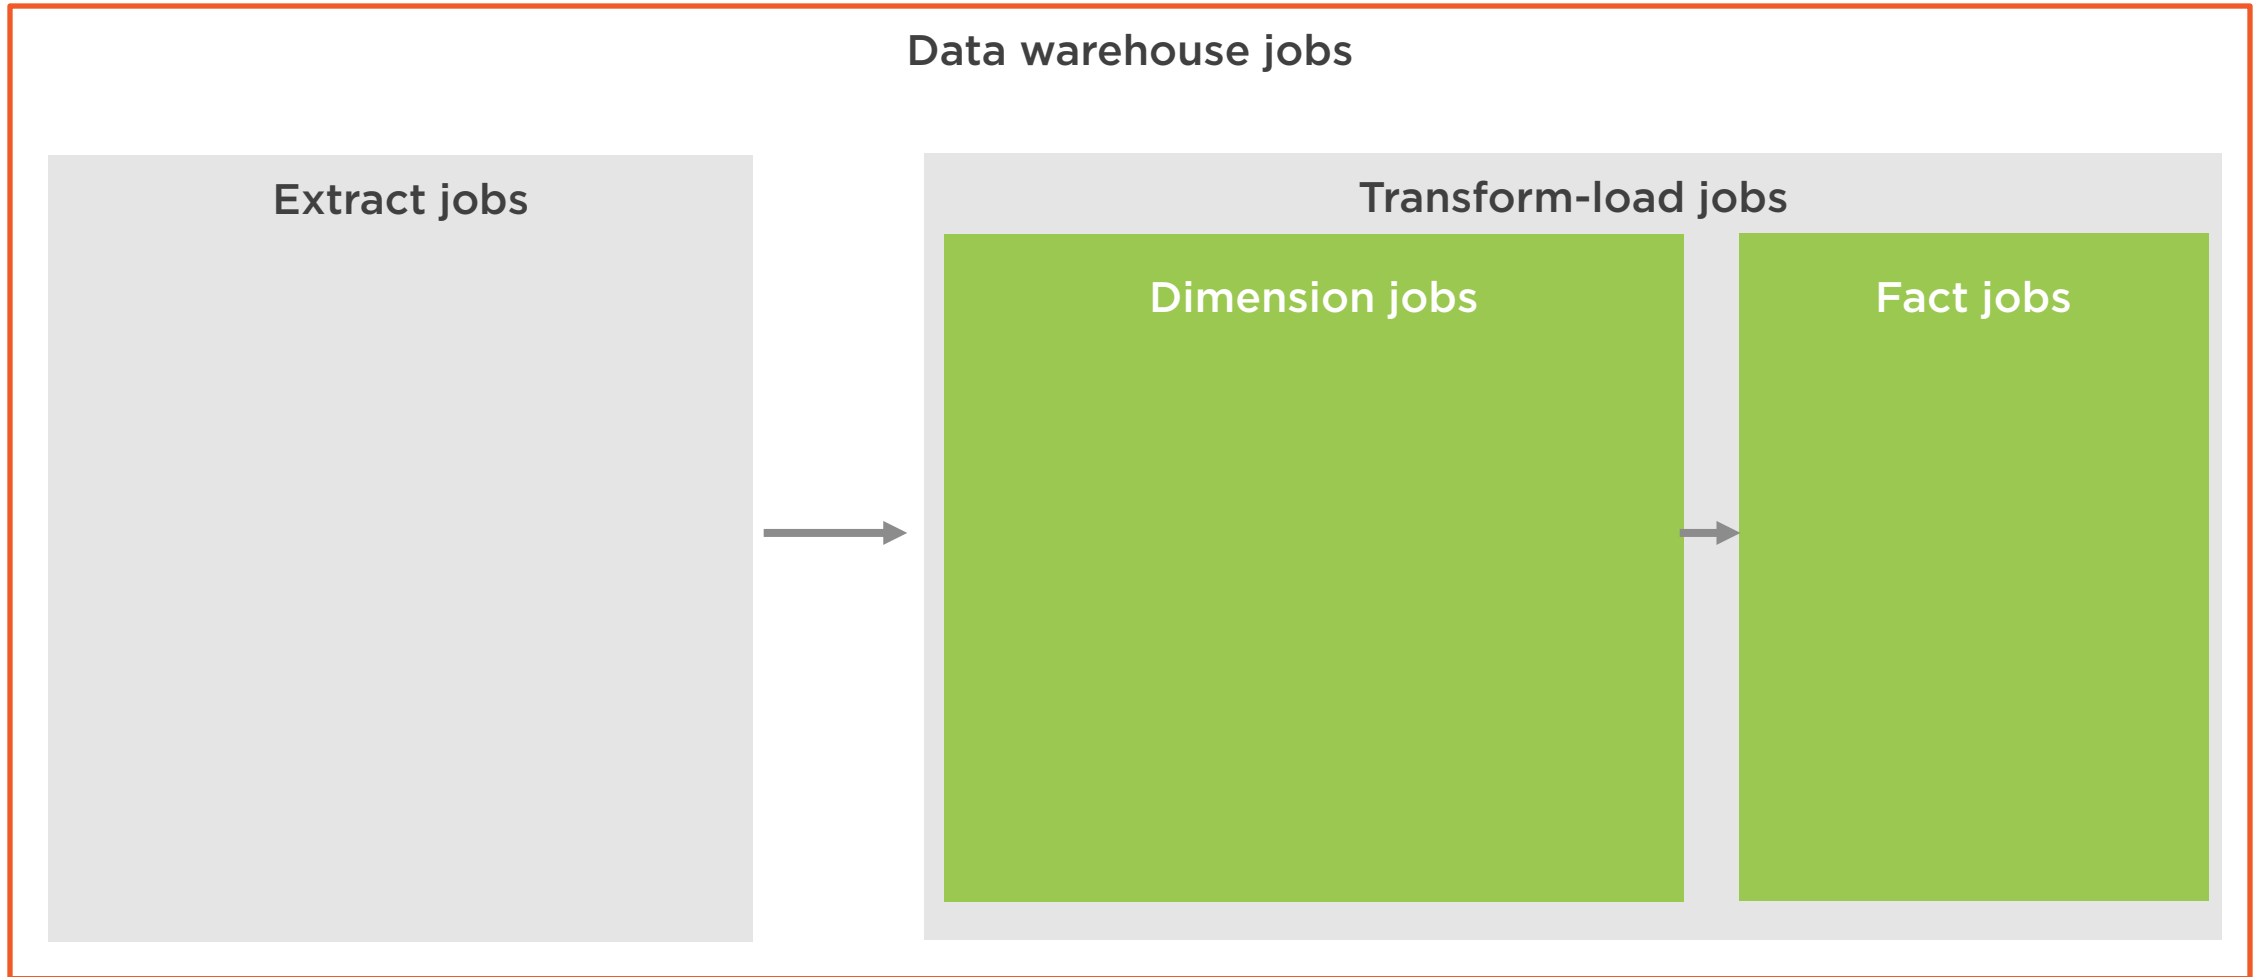 Data warehouse jobs
Extract jobs
Transform-load jobs
Dimension jobs
Fact jobs